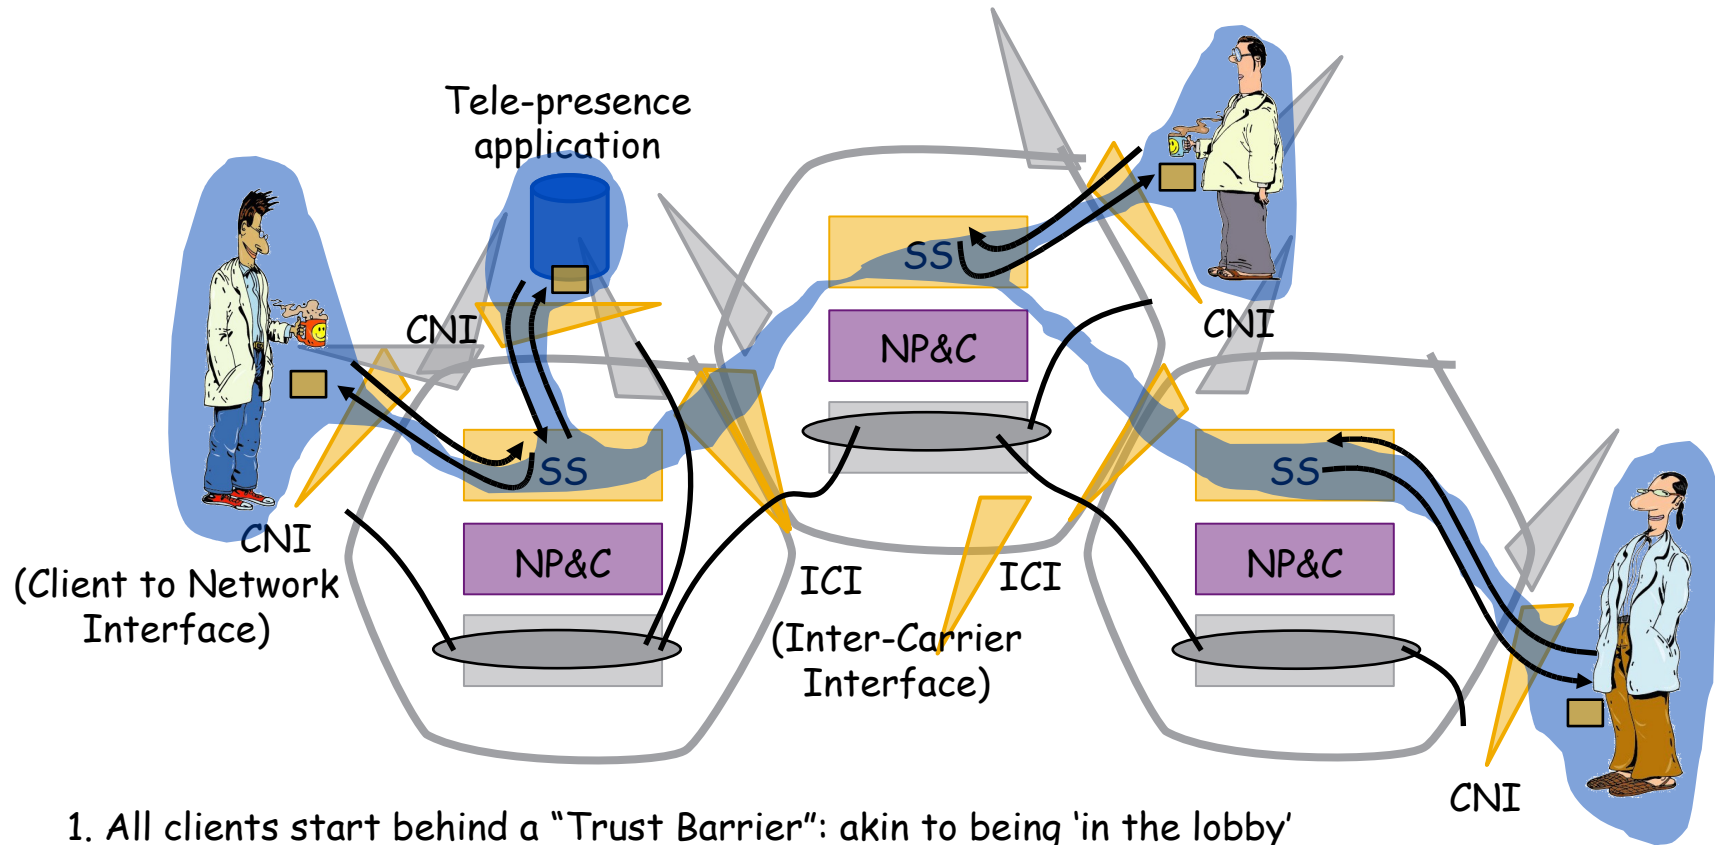 Tele-presence
application
CNI
CNI
(Client to Network
Interface)
SS
NP&C
SS
NP&C
CNI
ICI
(Inter-Carrier
Interface)
ICI
SS
NP&C
CNI
1. All clients start behind a “Trust Barrier”: akin to being ‘in the lobby’